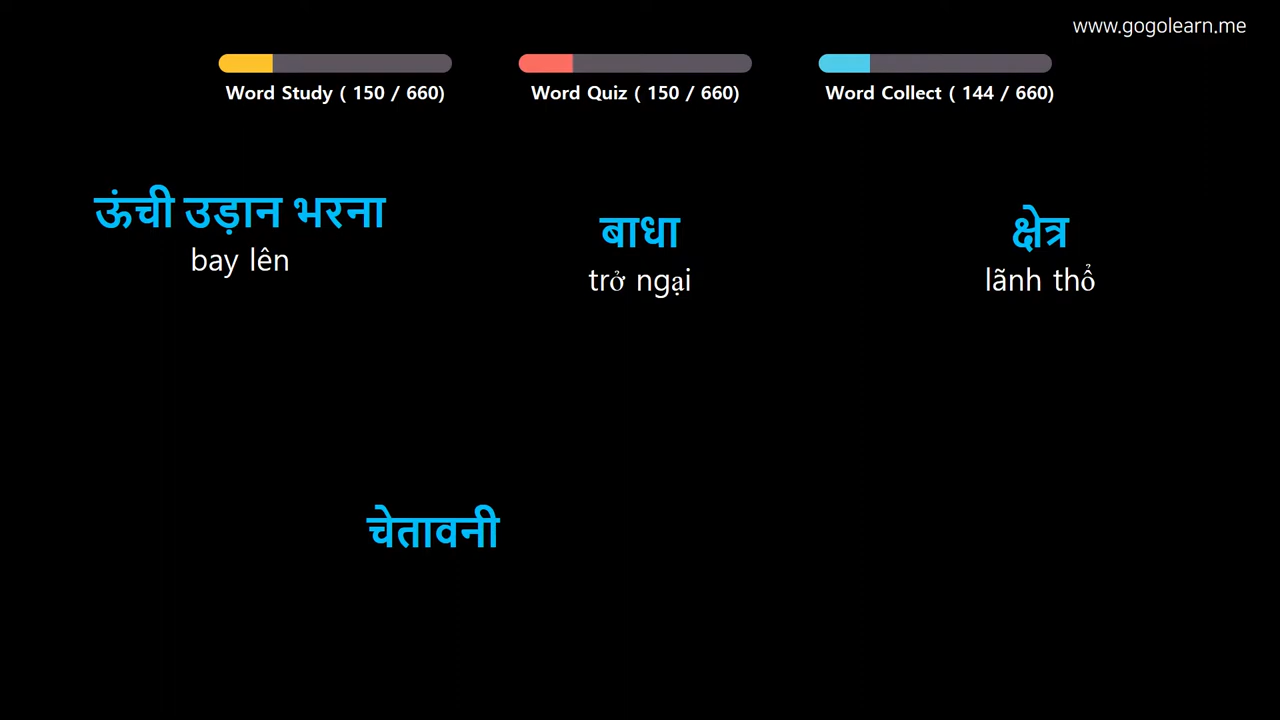 www.gogolearn.me
Word Study ( 150 / 660)
Word Quiz ( 150 / 660)
Word Collect ( 144 / 660)
ऊंची उड़ान भरना
bay lên
बाधा
trở ngại
क्षेत्र
lãnh thổ
चेतावनी